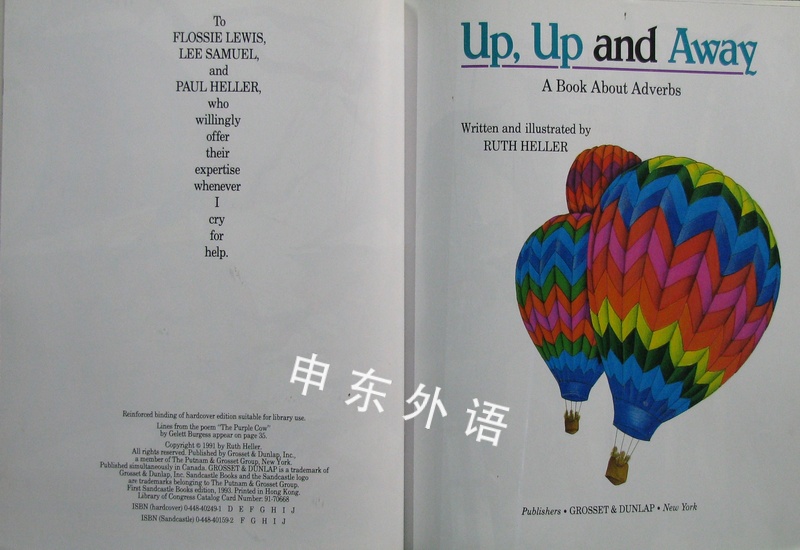 To
FLOSSIE LEWIS,
LEE SAMUEL,
and
PAUL HELLER,
who
willingly
offer
their
expertise
whenever
I
cry
for
help.
Reinforced binding of hardcover edition suitable for library use.
Lines from the poem "The Purple Cow"
by Gelett Burgess appear on page 35.
Copyright © 1991 by Ruth Heller.
All rights reserved. Published by Grosset & Dunlap, Inc.,
a member of The Putnam & Grosset Group, New York.
Published simultaneously in Canada. GROSSET & DUNLAP is a trademark of
Grosset & Dunlap, Inc. Sandcastle Books and the Sandcastle logo
are trademarks belonging to The Putnam & Grosset Group.
First Sandcastle Books edition, 1993. Printed in Hong Kong.
Library of Congress Catalog Card Number: 91-70668
ISBN (hardcover) 0-448-40249-1 D E F G H I J
ISBN (Sandcastle) 0-448-40159-2 F G H I J
Up, Up and Away
A Book About Adverbs
Written and illustrated by
RUTH HELLER
Publishers • GROSSET & DUNLAP • New York
申东外语